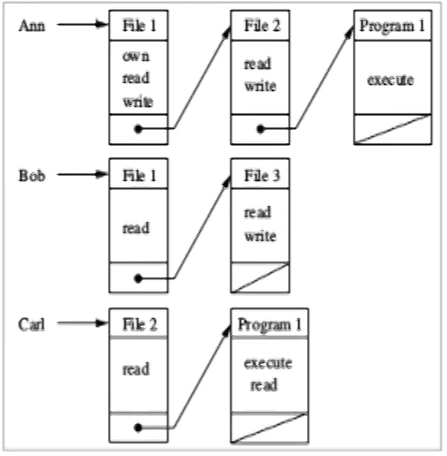 Ann File 1 File 2 Program 1
own
read
write
read
write
execute
Bob File 1 File 3
read
read
write
Carl File 2 Program 1
read
execute
read